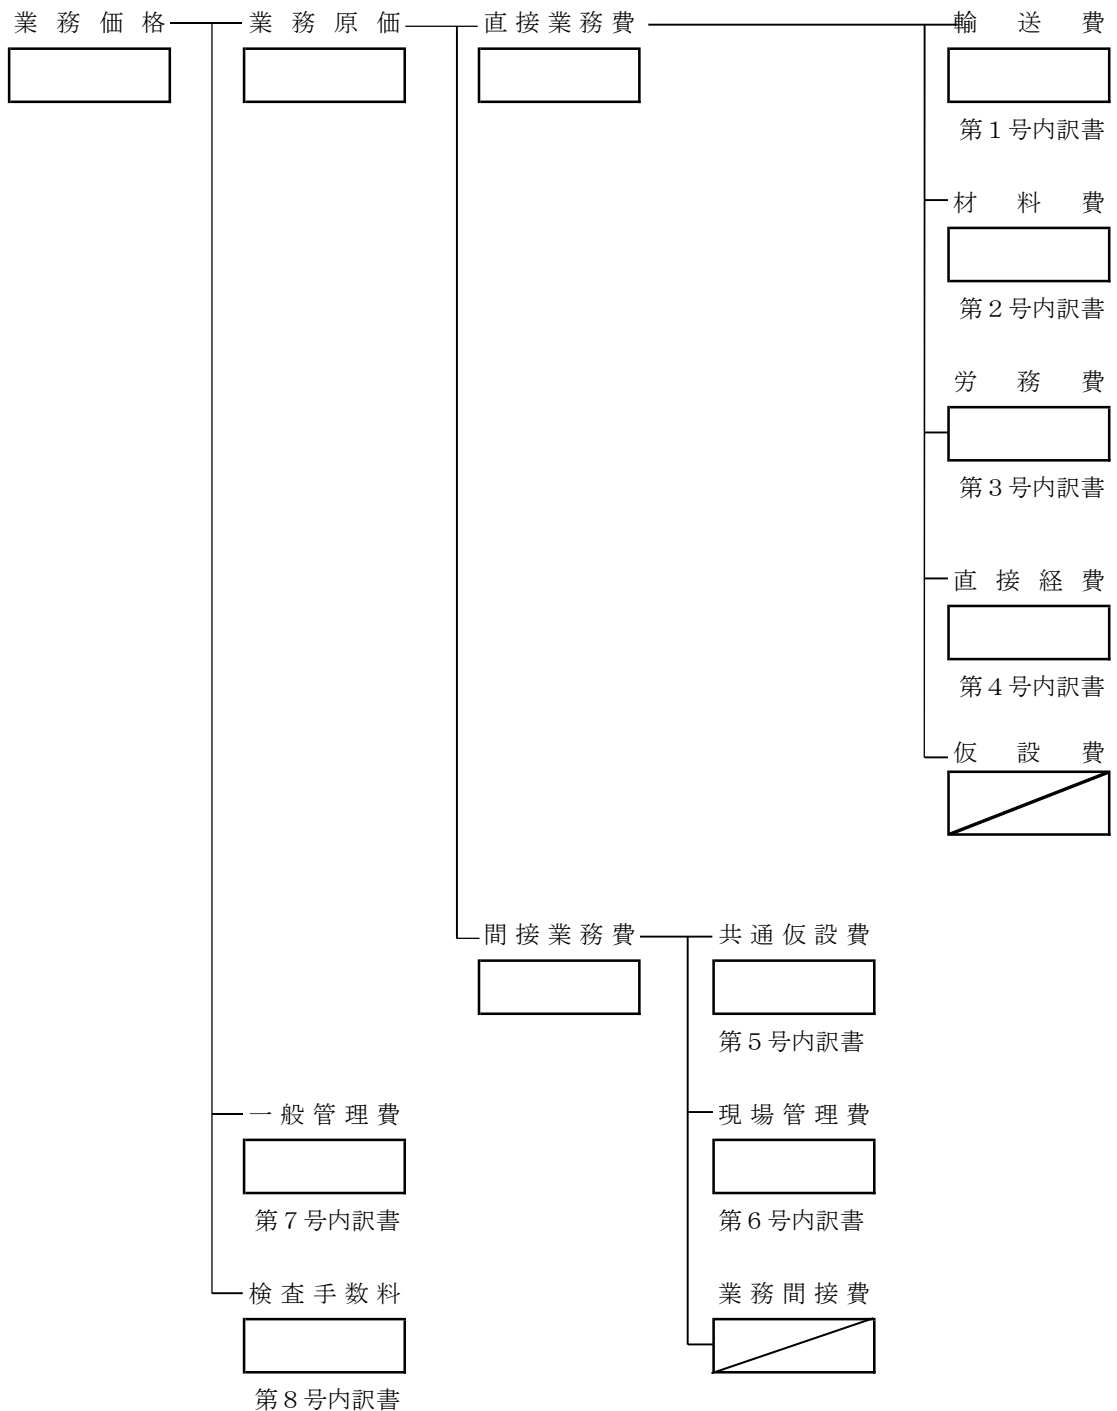 業務価格
業務原価
直接業務費
輸送費
第１号内訳書
材料費
第２号内訳書
労務費
第３号内訳書
直接経費
第４号内訳書
仮設費
間接業務費
共通仮設費
第５号内訳書
一般管理費
現場管理費
第７号内訳書
第６号内訳書
検査手数料
業務間接費
第８号内訳書